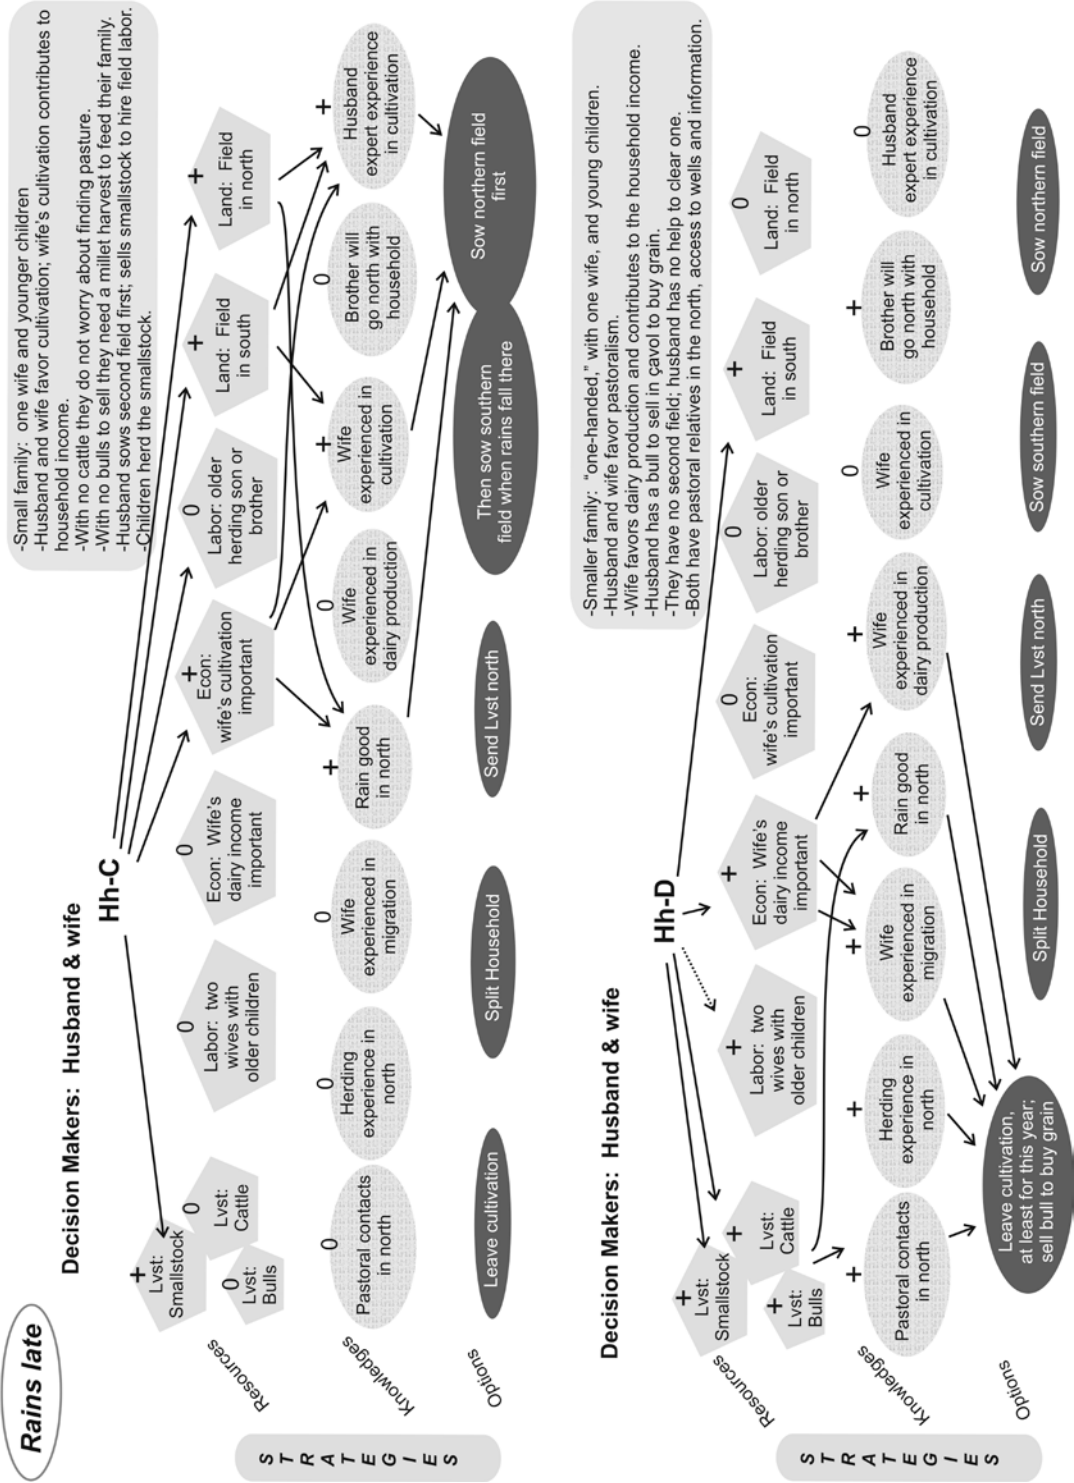 Rains late
Decision Makers: Husband & wife
Hh-C
-Small family: one wife and younger children
-Husband and wife favor cultivation; wife's cultivation contributes to
household income.
-With no cattle they do not worry about finding pasture.
-With no bulls to sell they need a millet harvest to feed their family.
-Husband sows second field first; sells smallstock to hire field labor.
-Children herd the smallstock.
Resources
+
Lvst:
Smallstock
0
Lvst:
Bulls
0
Lvst:
Cattle
0
Labor: two
wives with
older children
0
Econ: Wife's
dairy income
important
+
Econ:
wife's cultivation
important
0
Labor: older
herding son or
brother
+
Land: Field
in south
+
Land: Field
in north
Knowledges
0
Pastoral contacts
in north
0
Herding
experience in
north
0
Wife
experienced in
migration
+
Rain good
in north
0
Wife
experienced in
dairy production
+
Wife
experienced in
cultivation
0
Brother will
go north with
household
+
Husband
expert experience
in cultivation
Options
Leave cultivation
Split Household
Send Lvst north
Then sow southern
field when rains fall there
Sow northern field
first
STRATEGIES
Decision Makers: Husband & wife
Hh-D
-Smaller family: "one-handed," with one wife, and young children.
-Husband and wife favor pastoralism.
-Wife favors dairy production and contributes to the household income.
-Husband has a bull to sell in çavol to buy grain.
-They have no second field; husband has no help to clear one.
-Both have pastoral relatives in the north, access to wells and information.
Resources
+
Lvst:
Smallstock
+
Lvst:
Bulls
+
Lvst:
Cattle
+
Labor: two
wives with
older children
+
Econ: Wife's
dairy income
important
0
Econ:
wife's cultivation
important
0
Labor: older
herding son or
brother
+
Land: Field
in south
0
Land: Field
in north
Knowledges
+
Pastoral contacts
in north
+
Herding
experience in
north
+
Wife
experienced in
migration
+
Rain good
in north
+
Wife
experienced in
dairy production
0
Wife
experienced in
cultivation
+
Brother will
go north with
household
0
Husband
expert experience
in cultivation
Options
Leave cultivation,
at least for this year;
sell bull to buy grain
Split Household
Send Lvst north
Sow southern field
Sow northern field
STRATEGIES